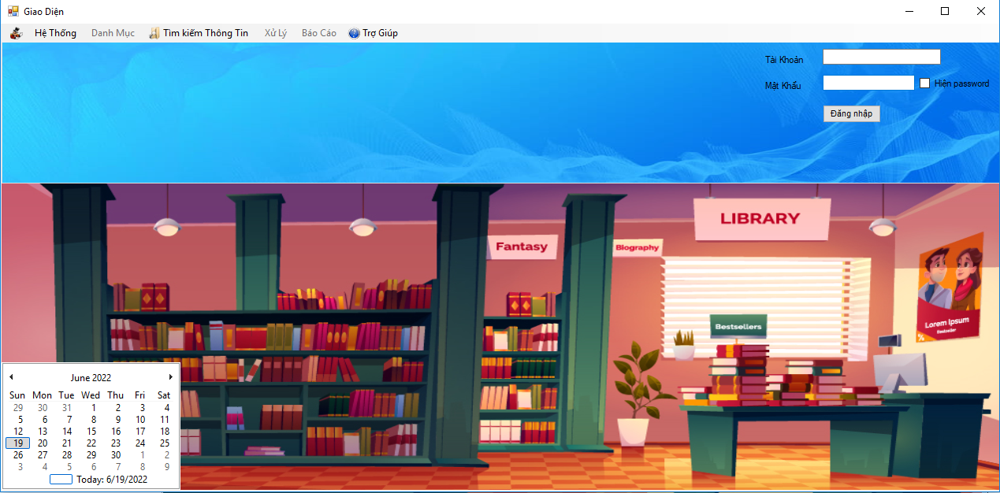 Giao Diện
Hệ Thống Danh Mục Tìm kiếm Thông Tin Xử Lý Báo Cáo Trợ Giúp
Tài Khoản
Mật Khẩu Hiện password
Đăng nhập
LIBRARY
Fantasy
Biography
Bestsellers
Lorem Ipsum
Bestseller
%
June 2022
Sun Mon Tue Wed Thu Fri Sat
29 30 31 1 2 3 4
5 6 7 8 9 10 11
12 13 14 15 16 17 18
19 20 21 22 23 24 25
26 27 28 29 30 1 2
3 4 5 6 7 8 9
Today: 6/19/2022